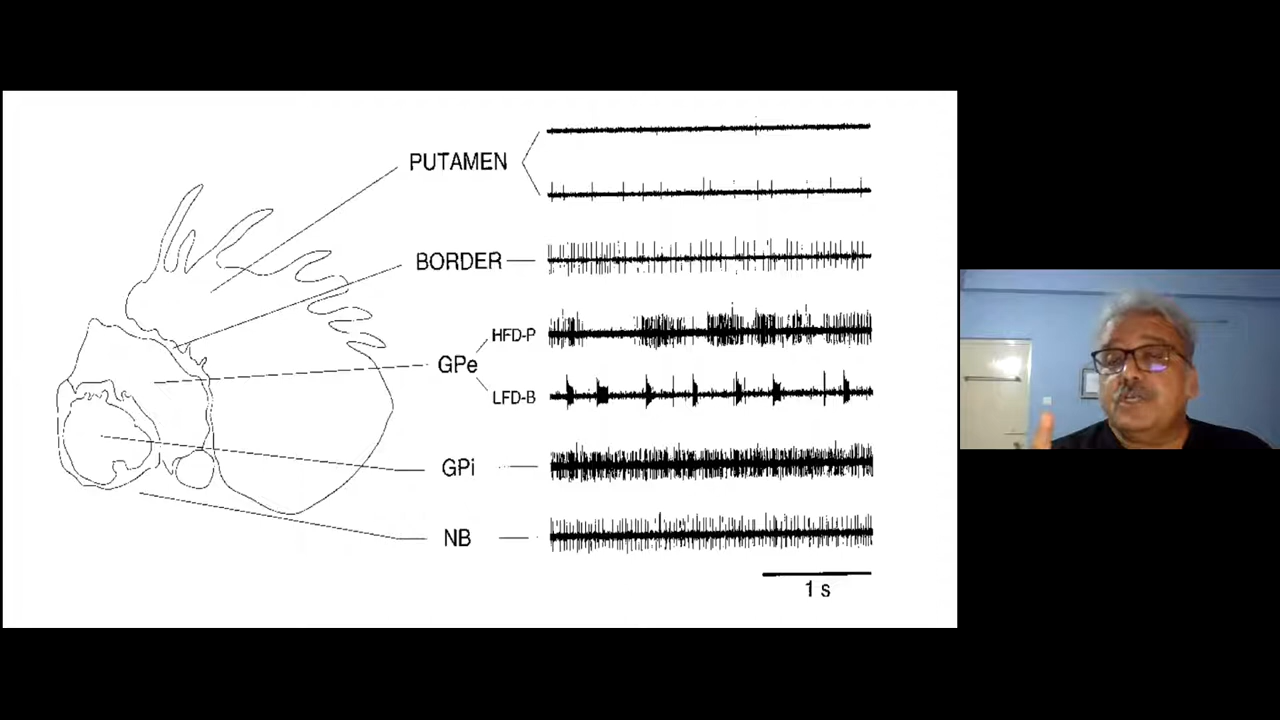 PUTAMEN
BORDER
HFD-P
GPe
LFD-B
GPi
NB
1 s